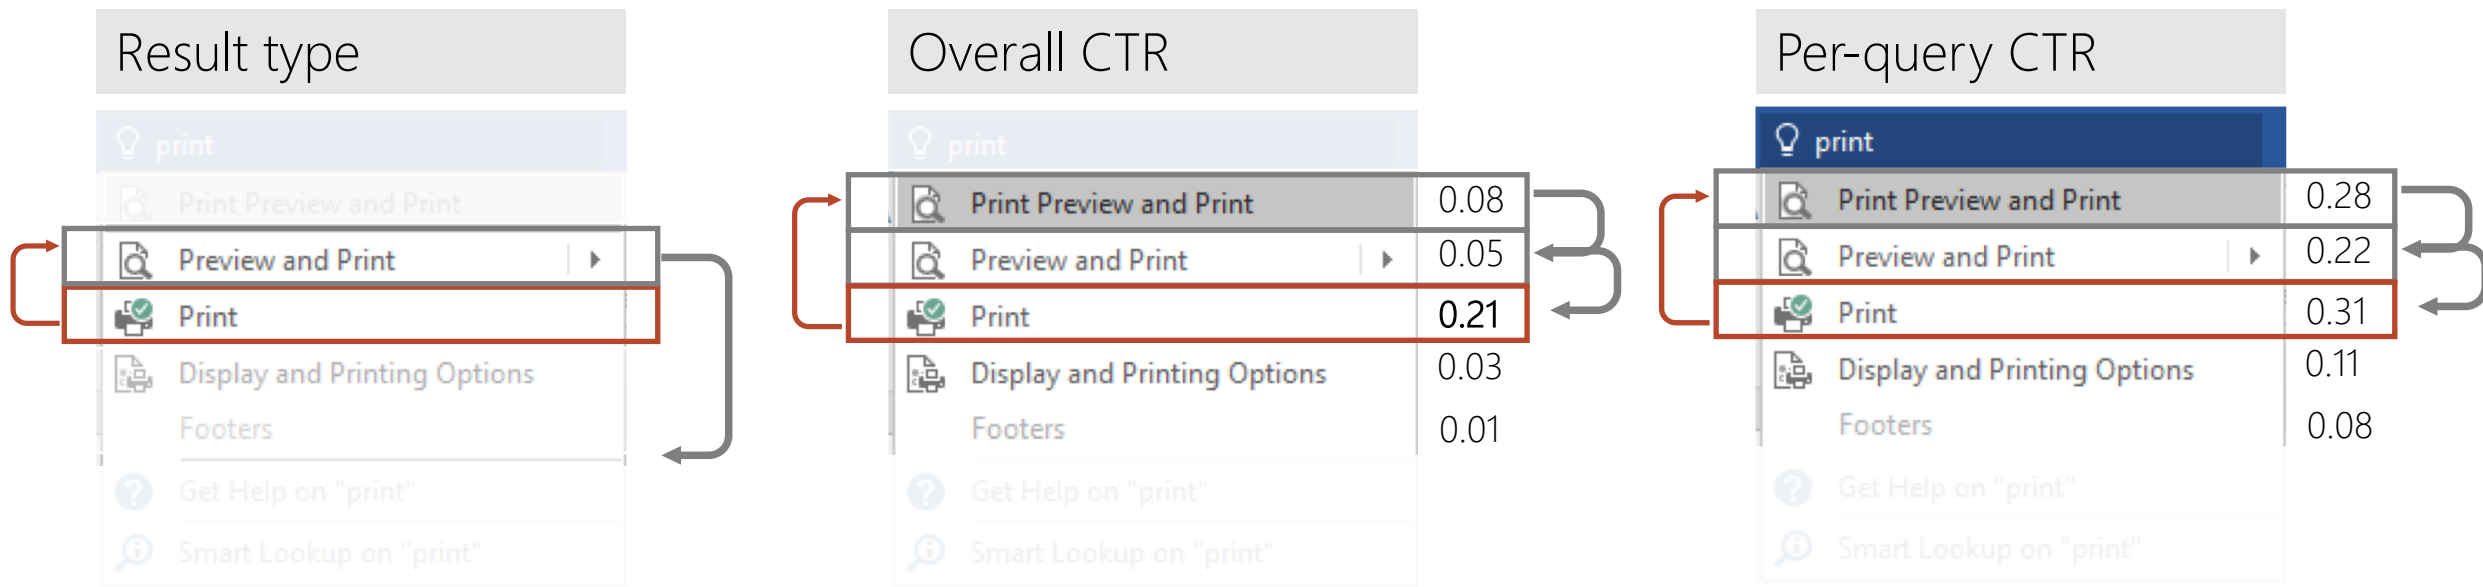 Result type
print
Print Preview and Print
Preview and Print
Print
Display and Printing Options
Footers
Get Help on "print"
Smart Lookup on "print"
Overall CTR
print
Print Preview and Print 0.08
Preview and Print 0.05
Print 0.21
Display and Printing Options 0.03
Footers 0.01
Get Help on "print"
Smart Lookup on "print"
Per-query CTR
print
Print Preview and Print 0.28
Preview and Print 0.22
Print 0.31
Display and Printing Options 0.11
Footers 0.08
Get Help on "print"
Smart Lookup on "print"